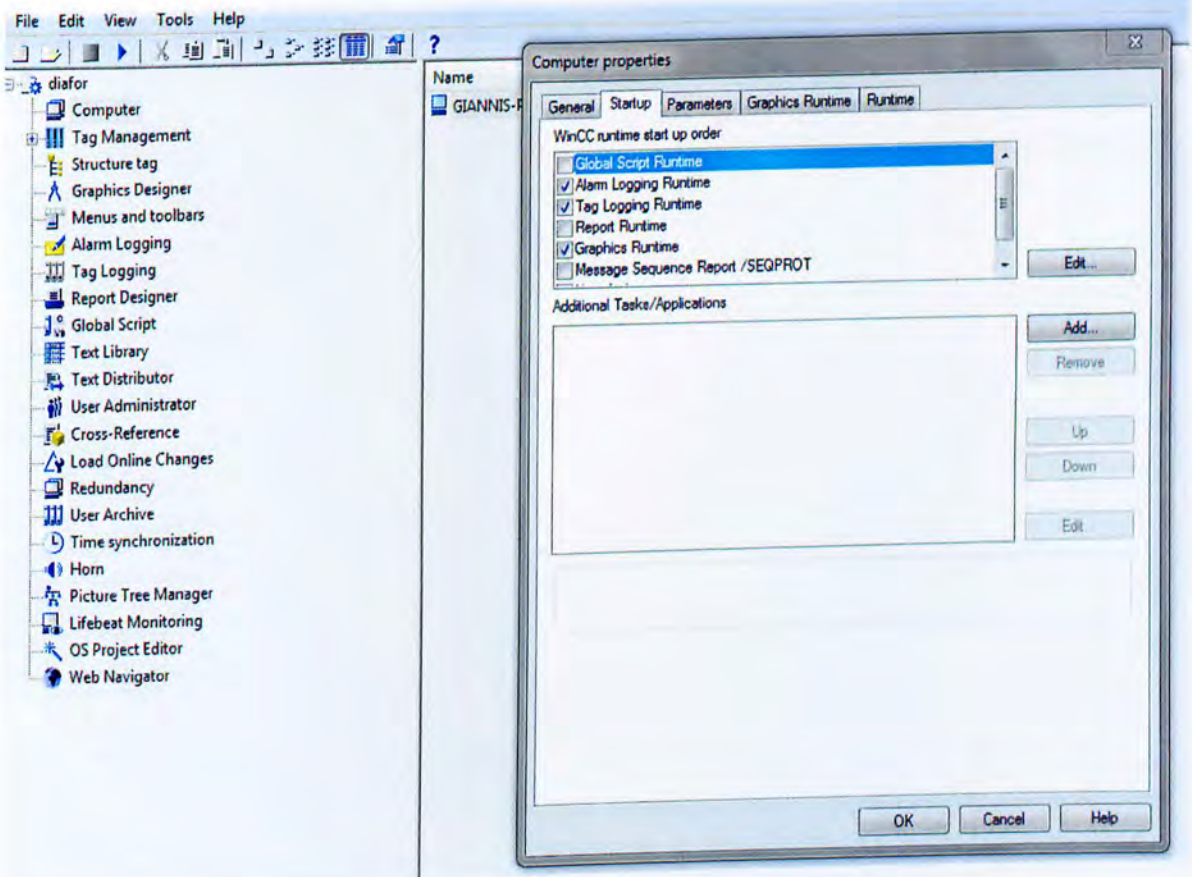 File Edit View Tools Help
?
diafor
Computer
Tag Management
Structure tag
Graphics Designer
Menus and toolbars
Alarm Logging
Tag Logging
Report Designer
Global Script
Text Library
Text Distributor
User Administrator
Cross-Reference
Load Online Changes
Redundancy
User Archive
Time synchronization
Horn
Picture Tree Manager
Lifebeat Monitoring
OS Project Editor
Web Navigator
Name
GIANNIS-
Computer properties
General Startup Parameters Graphics Runtime Runtime
WinCC runtime start up order
Global Script Runtime
Alarm Logging Runtime
Tag Logging Runtime
Report Runtime
Graphics Runtime
Message Sequence Report /SEQPROT
Edit...
Additional Tasks/Applications
Add...
Remove
Up
Down
Edit
OK Cancel Help